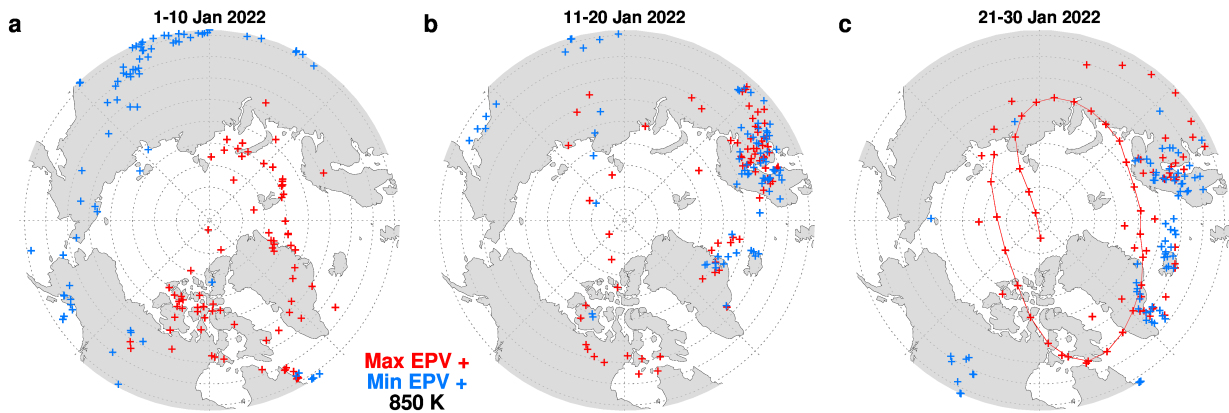 a 1-10 Jan 2022
b 11-20 Jan 2022
c 21-30 Jan 2022
Max EPV +
Min EPV +
850 K